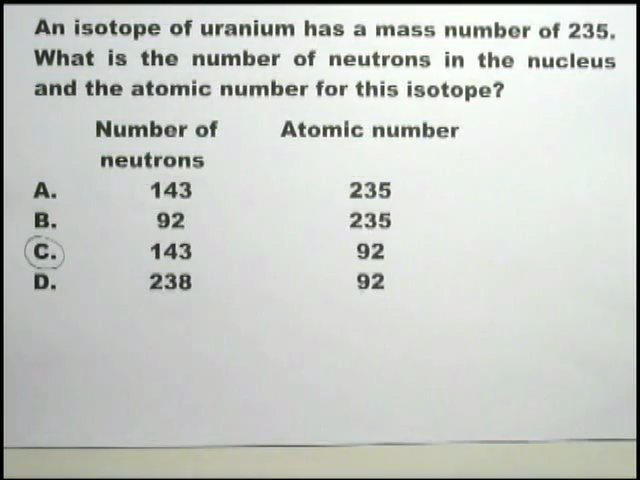 An isotope of uranium has a mass number of 235.
What is the number of neutrons in the nucleus
and the atomic number for this isotope?
Number of Atomic number
neutrons
A. 143 235
B. 92 235
C. 143 92
D. 238 92